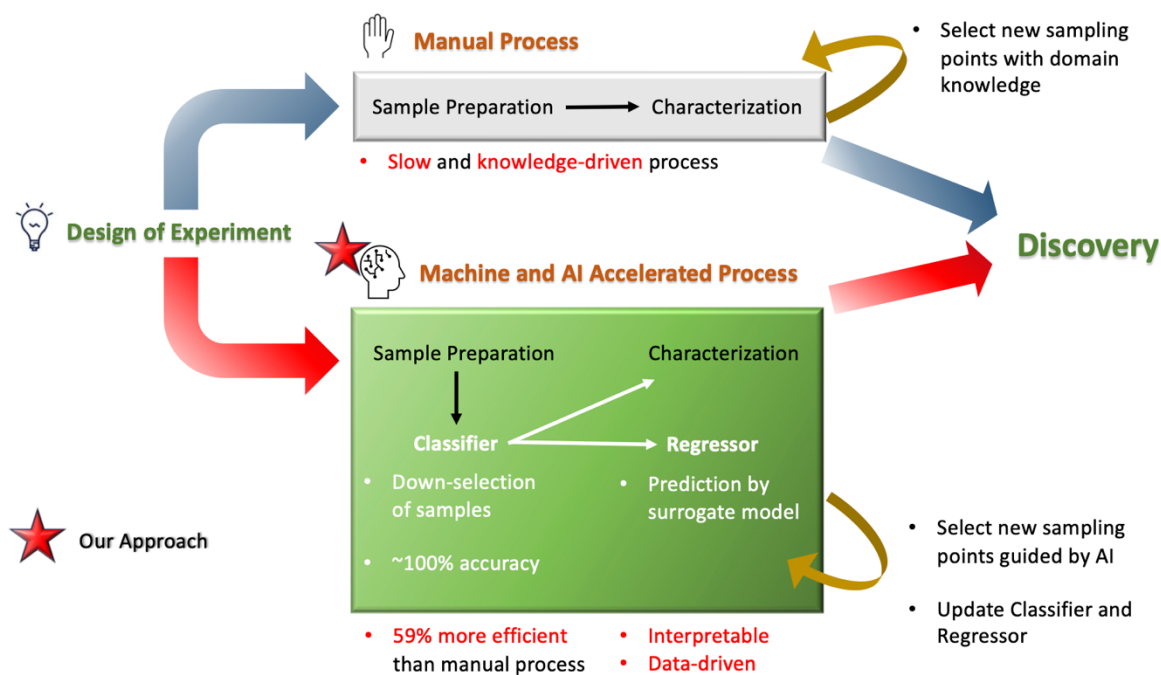 Manual Process
Select new sampling
points with domain
knowledge
Sample Preparation
Characterization
Slow and knowledge-driven process
Design of Experiment
Discovery
Machine and AI Accelerated Process
Sample Preparation
Characterization
Classifier
Regressor
Down-selection
of samples
~100% accuracy
Prediction by
surrogate model
Select new sampling
points guided by AI
Update Classifier and
Regressor
Our Approach
59% more efficient
than manual process
Interpretable
Data-driven